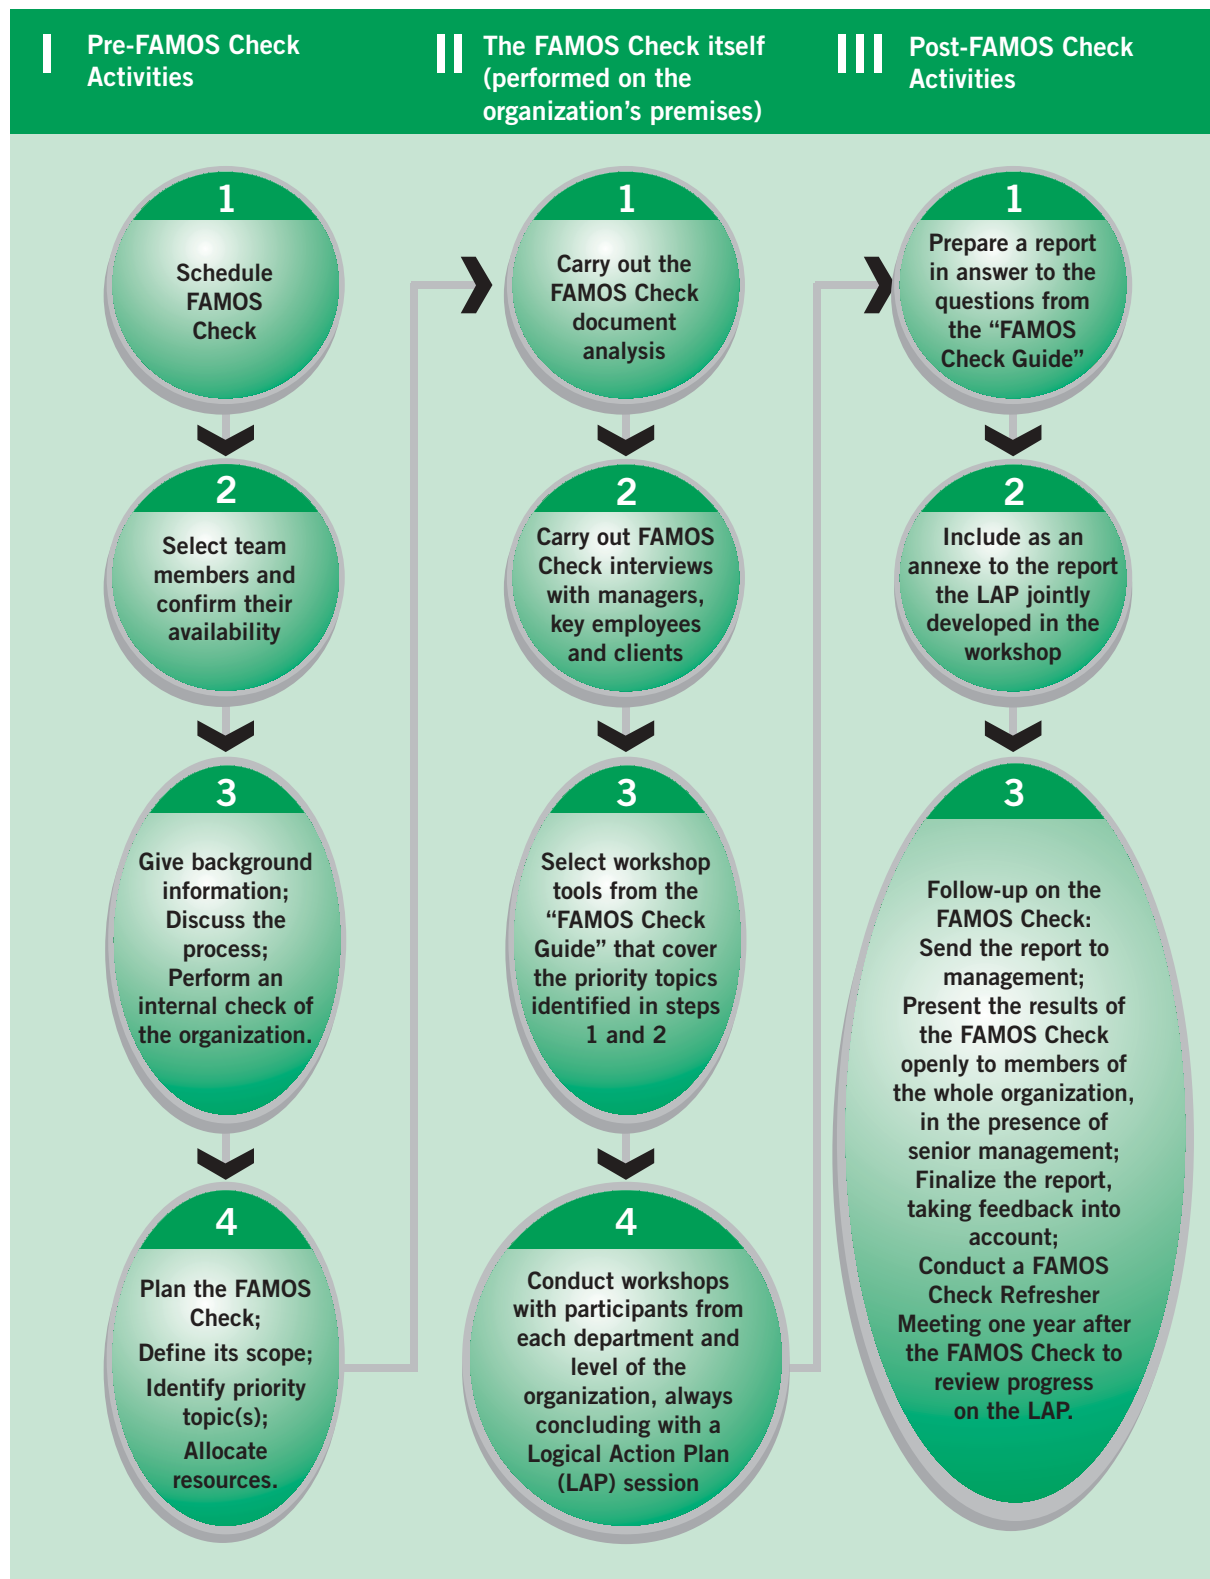 I
Pre-FAMOS Check
Activities
II
The FAMOS Check itself
(performed on the
organization’s premises)
III
Post-FAMOS Check
Activities
1
Schedule
FAMOS
Check
2
Select team
members and
confirm their
availability
3
Give background
information;
Discuss the
process;
Perform an
internal check of
the organization.
4
Plan the FAMOS
Check;
Define its scope;
Identify priority
topic(s);
Allocate
resources.
1
Carry out the
FAMOS Check
document
analysis
2
Carry out FAMOS
Check interviews
with managers,
key employees
and clients
3
Select workshop
tools from the
“FAMOS Check
Guide” that cover
the priority topics
identified in steps
1 and 2
4
Conduct workshops
with participants from
each department and
level of the
organization, always
concluding with a
Logical Action Plan
(LAP) session
1
Prepare a report
in answer to the
questions from
the “FAMOS
Check Guide”
2
Include as an
annexe to the report
the LAP jointly
developed in the
workshop
3
Follow-up on the
FAMOS Check:
Send the report to
management;
Present the results of
the FAMOS Check
openly to members of
the whole organization,
in the presence of
senior management;
Finalize the report,
taking feedback into
account;
Conduct a FAMOS
Check Refresher
Meeting one year after
the FAMOS Check to
review progress
on the LAP.